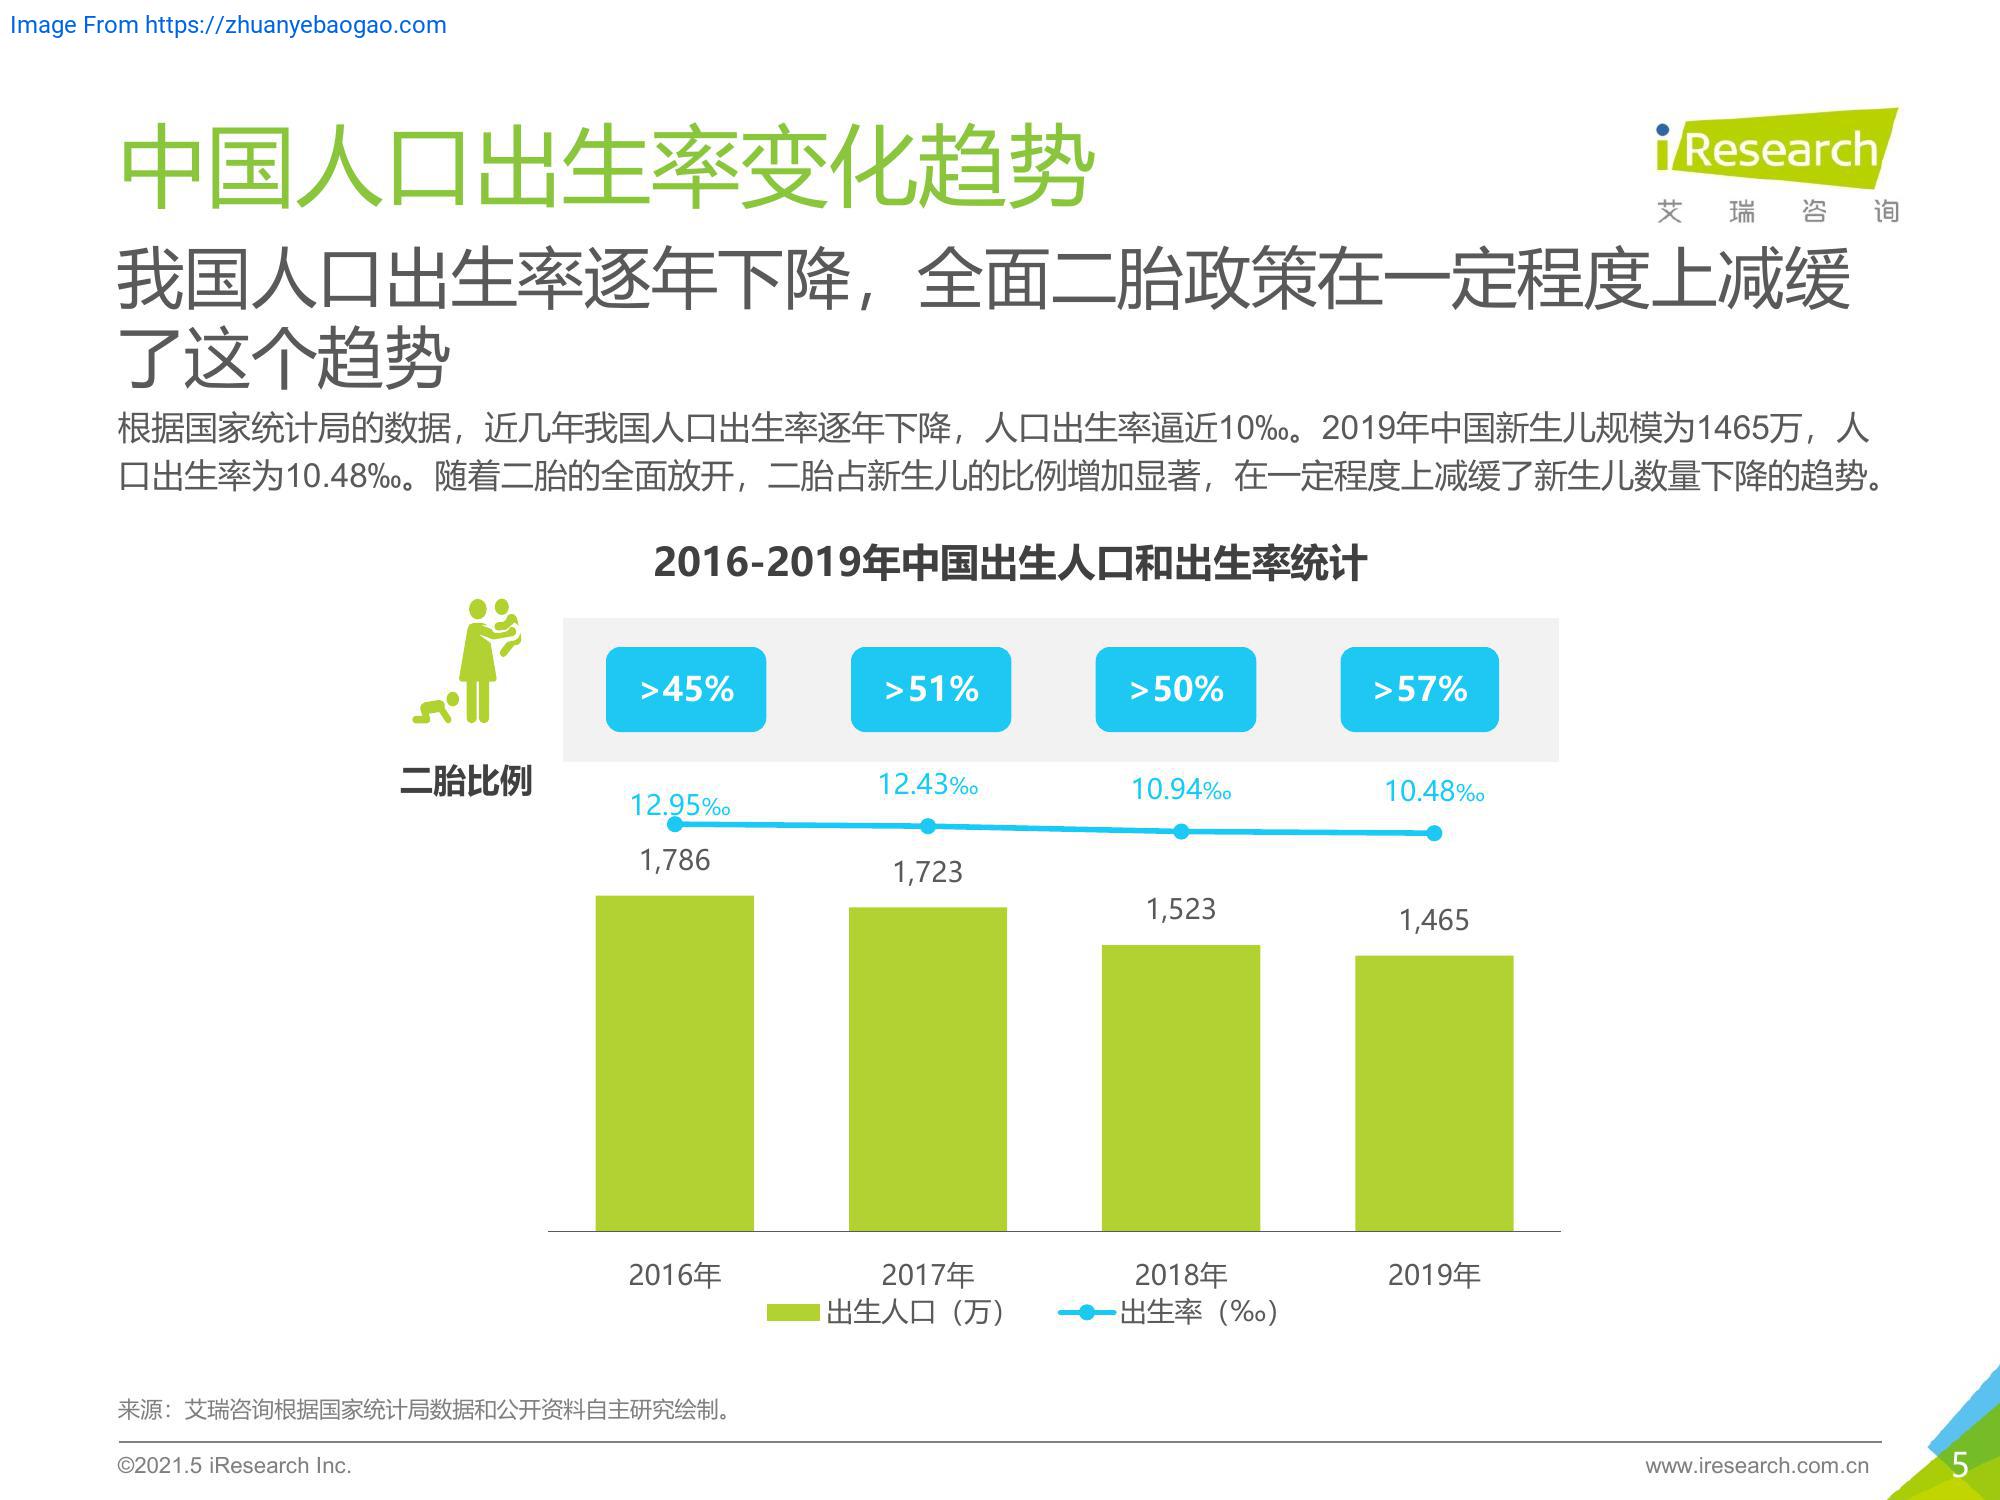 Image From https://zhuanyebaogao.com
中国人口出生率变化趋势
iResearch
艾瑞咨询
我国人口出生率逐年下降，全面二胎政策在一定程度上减缓
了这个趋势
根据国家统计局的数据，近几年我国人口出生率逐年下降，人口出生率逼近10‰。2019年中国新生儿规模为1465万，人
口出生率为10.48‰。随着二胎的全面放开，二胎占新生儿的比例增加显著，在一定程度上减缓了新生儿数量下降的趋势。
2016-2019年中国出生人口和出生率统计
>45% >51% >50% >57%
二胎比例
12.95‰ 12.43‰ 10.94‰ 10.48‰
1,786 1,723 1,523 1,465
2016年 2017年 2018年 2019年
出生人口（万） 出生率（‰）
来源：艾瑞咨询根据国家统计局数据和公开资料自主研究绘制。
©2021.5 iResearch Inc.
www.iresearch.com.cn
5